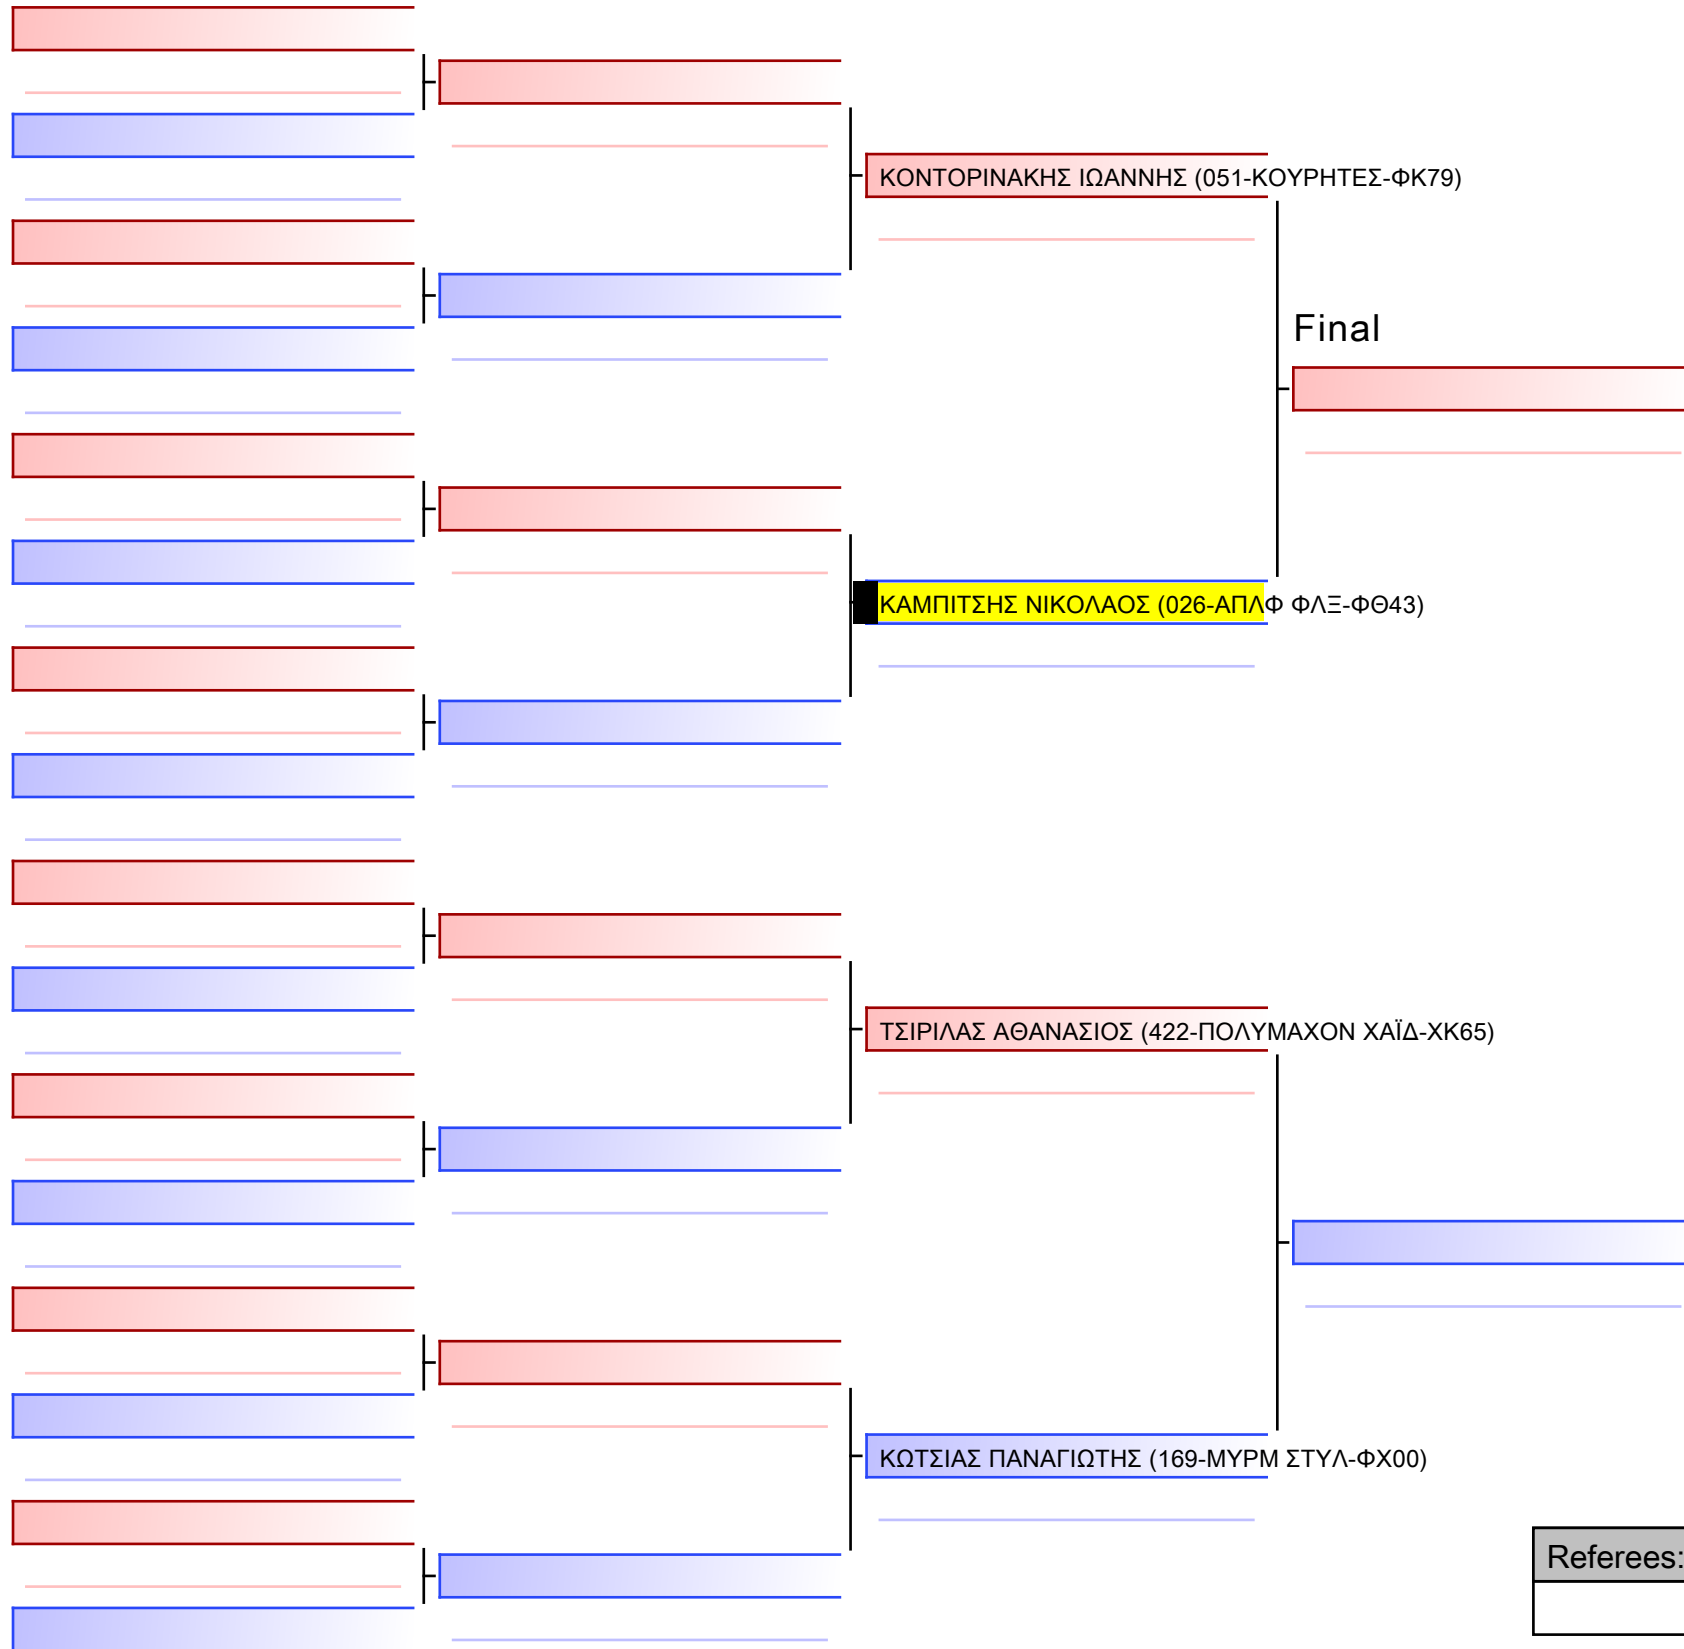 ΚΟΝΤΟΡΙΝΑΚΗΣ ΙΩΑΝΝΗΣ (051-ΚΟΥΡΗΤΕΣ-ΦΚ79)
Final
ΚΑΜΠΙΤΣΗΣ ΝΙΚΟΛΑΟΣ (026-ΑΠΛΦ ΦΛΞ-ΦΘ43)
ΤΣΙΡΙΛΑΣ ΑΘΑΝΑΣΙΟΣ (422-ΠΟΛΥΜΑΧΟΝ ΧΑΪΔ-ΧΚ65)
ΚΩΤΣΙΑΣ ΠΑΝΑΓΙΩΤΗΣ (169-ΜΥΡΜ ΣΤΥΛ-ΦΧ00)
Referees: